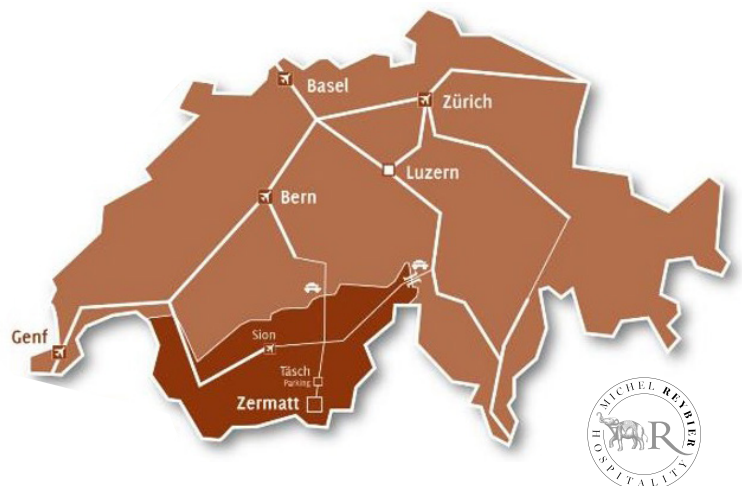 Basel
Zürich
Luzern
Bern
Genf
Sion
Täsch
Parking
Zermatt
MICHEL REYBIER
HOSPITALITY
R